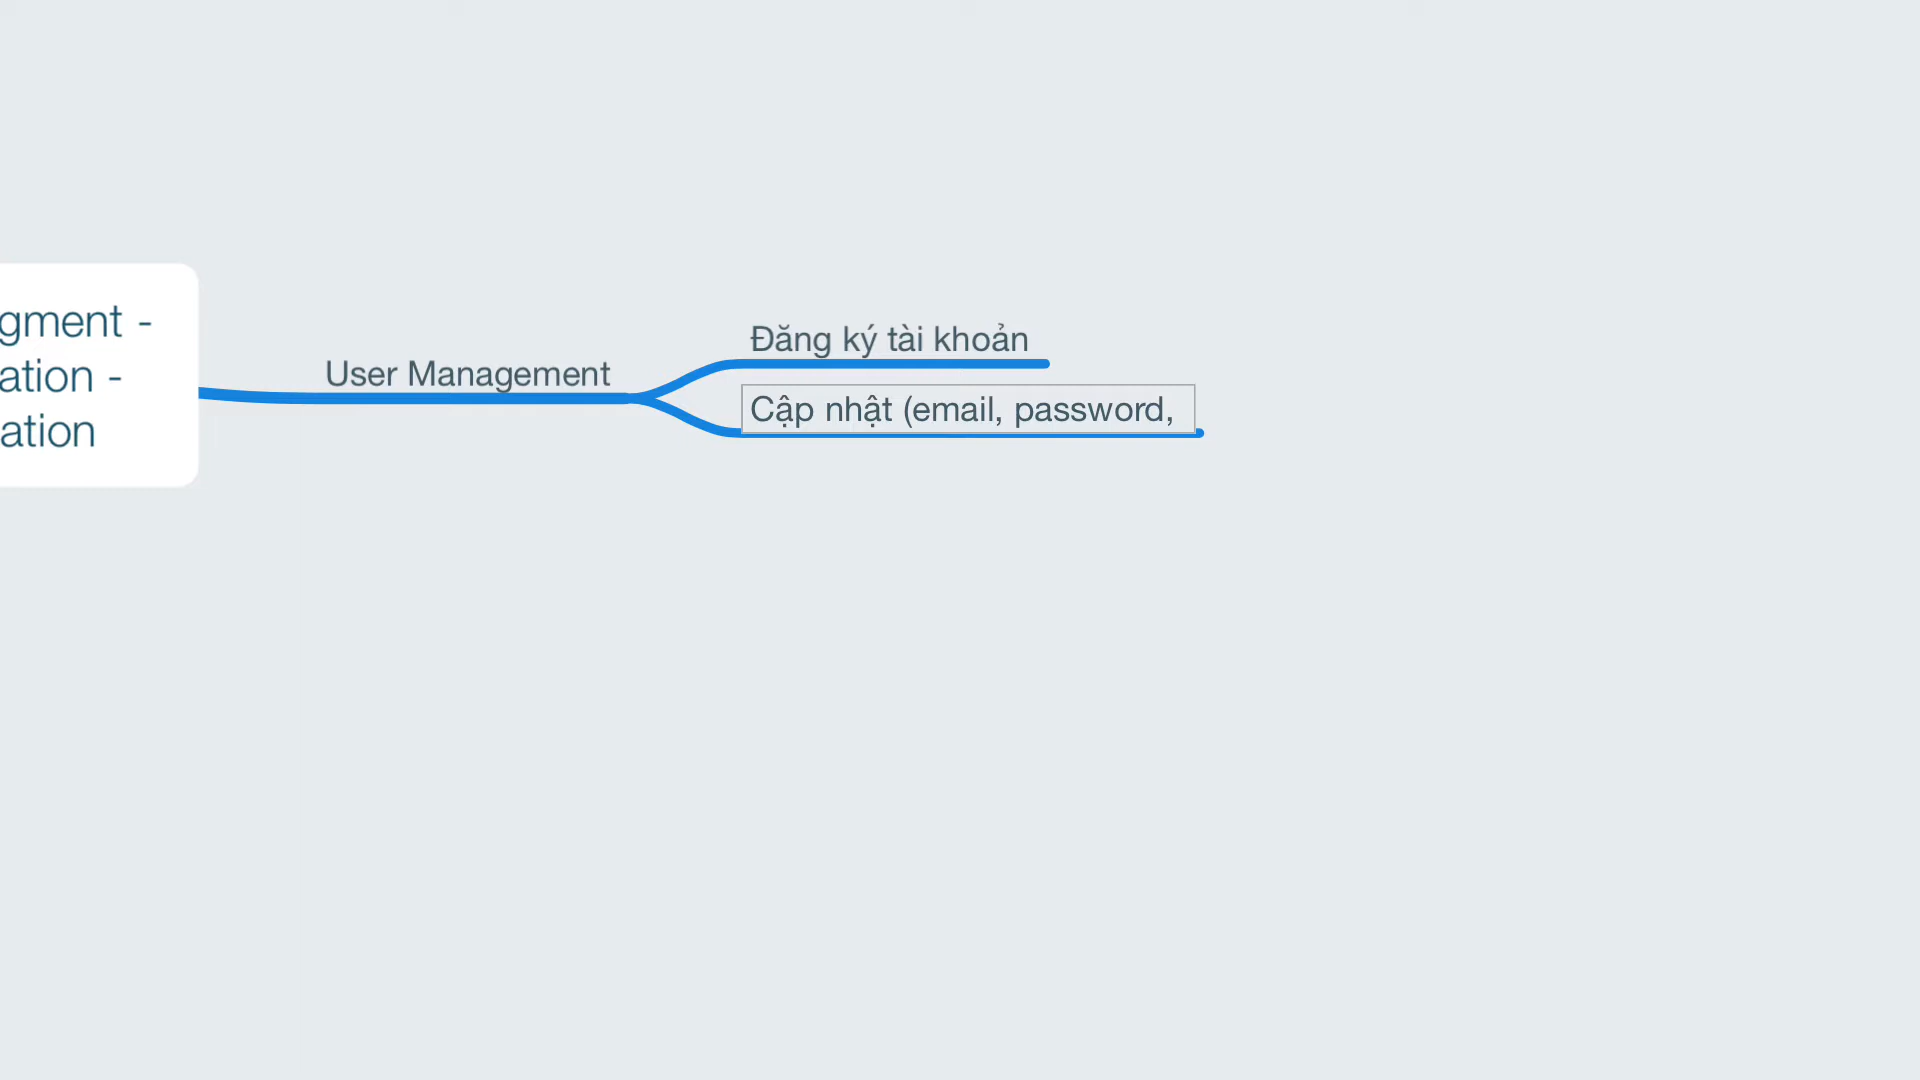 gment -
ation -
ation
User Management
Đăng ký tài khoản
Cập nhật (email, password,